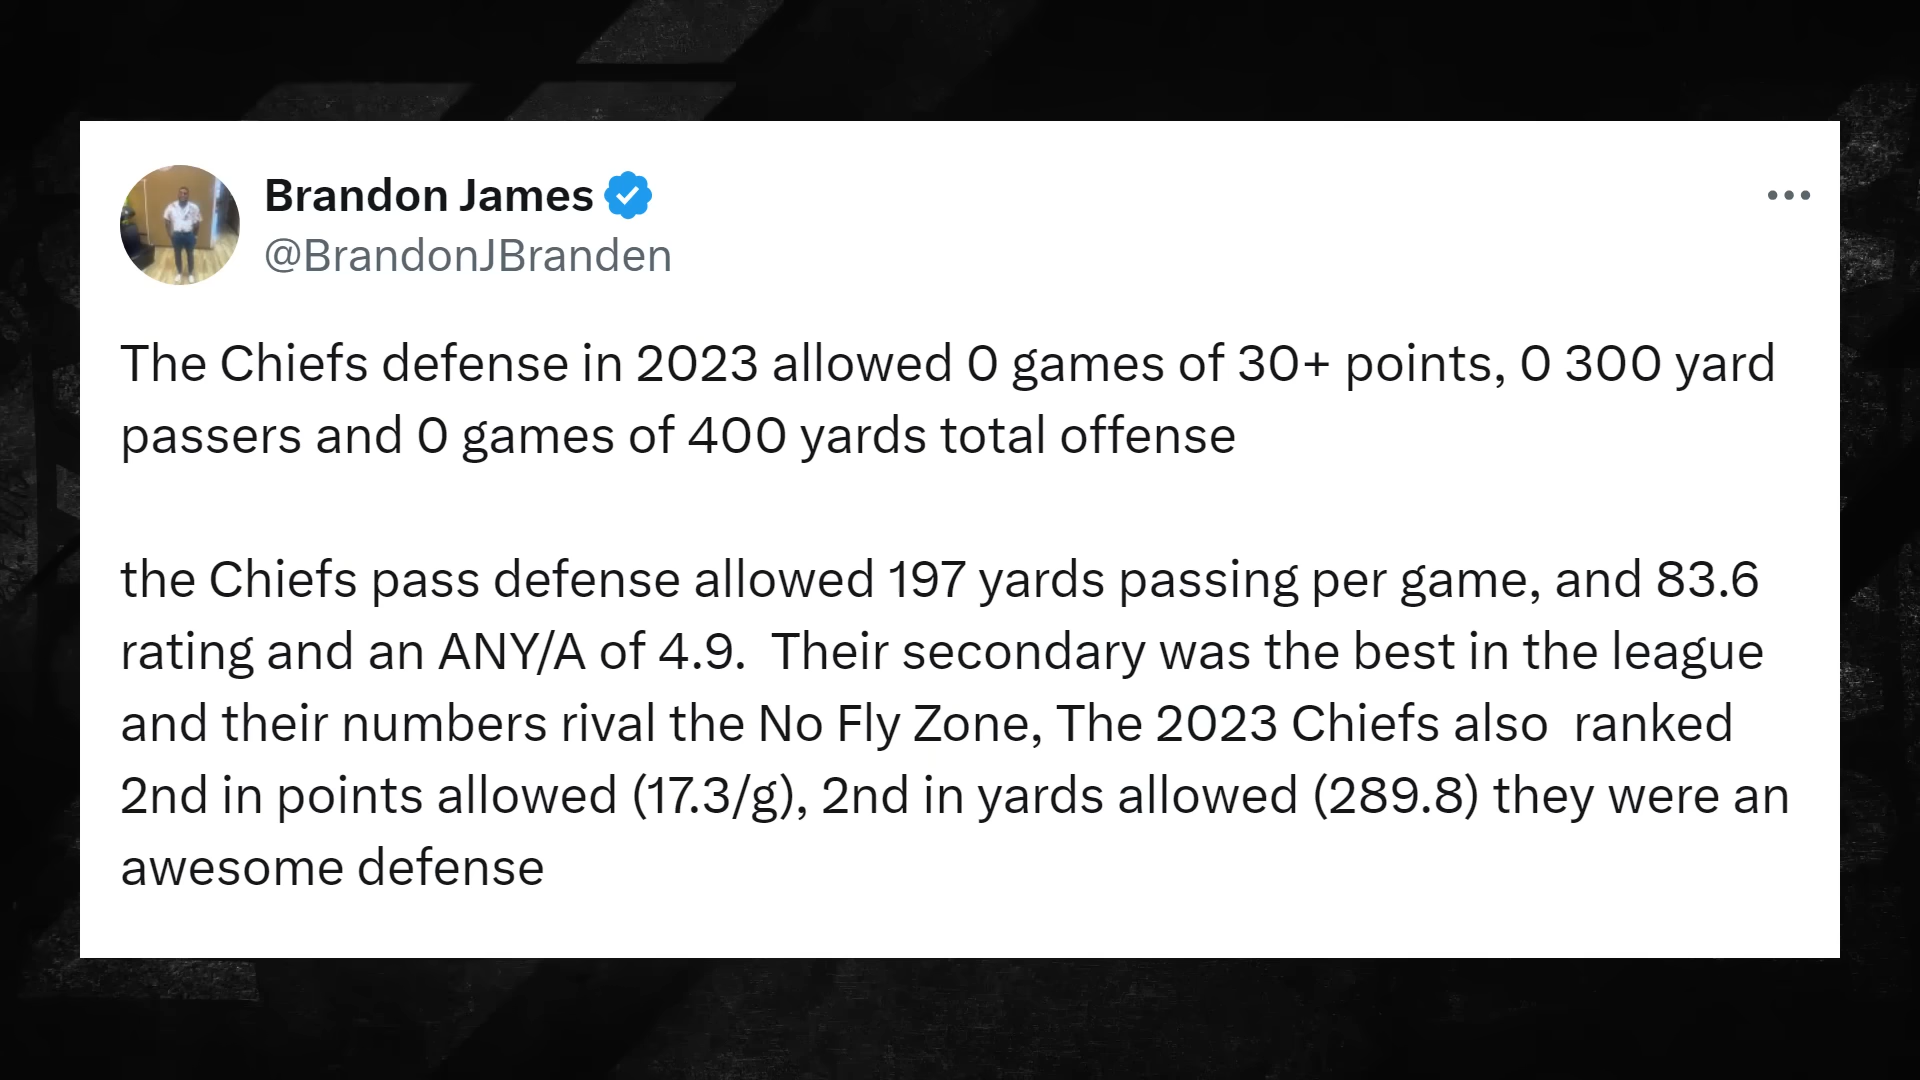 Brandon James
@BrandonJBranden
The Chiefs defense in 2023 allowed 0 games of 30+ points, 0 300 yard
passers and 0 games of 400 yards total offense
the Chiefs pass defense allowed 197 yards passing per game, and 83.6
rating and an ANY/A of 4.9.  Their secondary was the best in the league
and their numbers rival the No Fly Zone, The 2023 Chiefs also  ranked
2nd in points allowed (17.3/g), 2nd in yards allowed (289.8) they were an
awesome defense